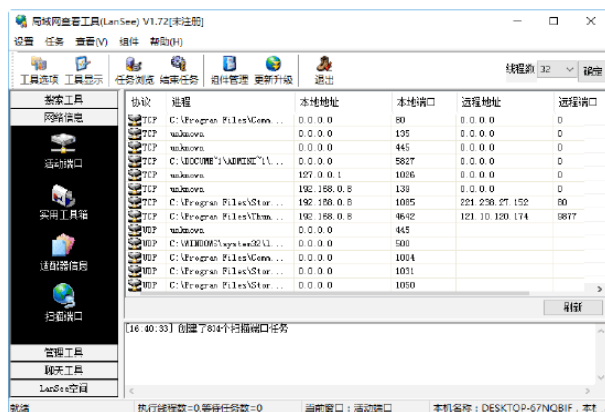 局域网查看工具(LanSee) V1.72[未注册]
设置 任务 查看(V) 组件 帮助(H)
工具选项 工具显示 任务浏览 结束任务 组件管理 更新升级 退出 线程数 32 确定
搜索工具
网络信息
活动端口
实用工具箱
适配器信息
扫描端口
管理工具
聊天工具
LanSee空间
协议 进程 本地地址 本地端口 远程地址 远程端口
TCP C:\Program Files\Comm... 0.0.0.0 80 0.0.0.0 0
TCP unknown 0.0.0.0 135 0.0.0.0 0
TCP unknown 0.0.0.0 445 0.0.0.0 0
TCP C:\DOCUME~1\ADMINI~1\... 0.0.0.0 5827 0.0.0.0 0
TCP unknown 127.0.0.1 1026 0.0.0.0 0
TCP unknown 192.168.0.8 139 0.0.0.0 0
TCP C:\Program Files\Stor... 192.168.0.8 1085 221.238.27.152 80
TCP C:\Program Files\Thun... 192.168.0.8 4642 121.10.120.174 9877
UDP unknown 0.0.0.0 445
UDP C:\WINDOWS\system32\l... 0.0.0.0 500
UDP C:\Program Files\Comm... 0.0.0.0 1004
UDP C:\Program Files\Stor... 0.0.0.0 1031
UDP C:\Program Files\Stor... 0.0.0.0 1050
刷新
[16:40:33] 创建了804个扫描端口任务
就绪 执行线程数=0,等待任务数=0 当前窗口：活动端口 本机名称：DESKTOP-67NQBIF，本机